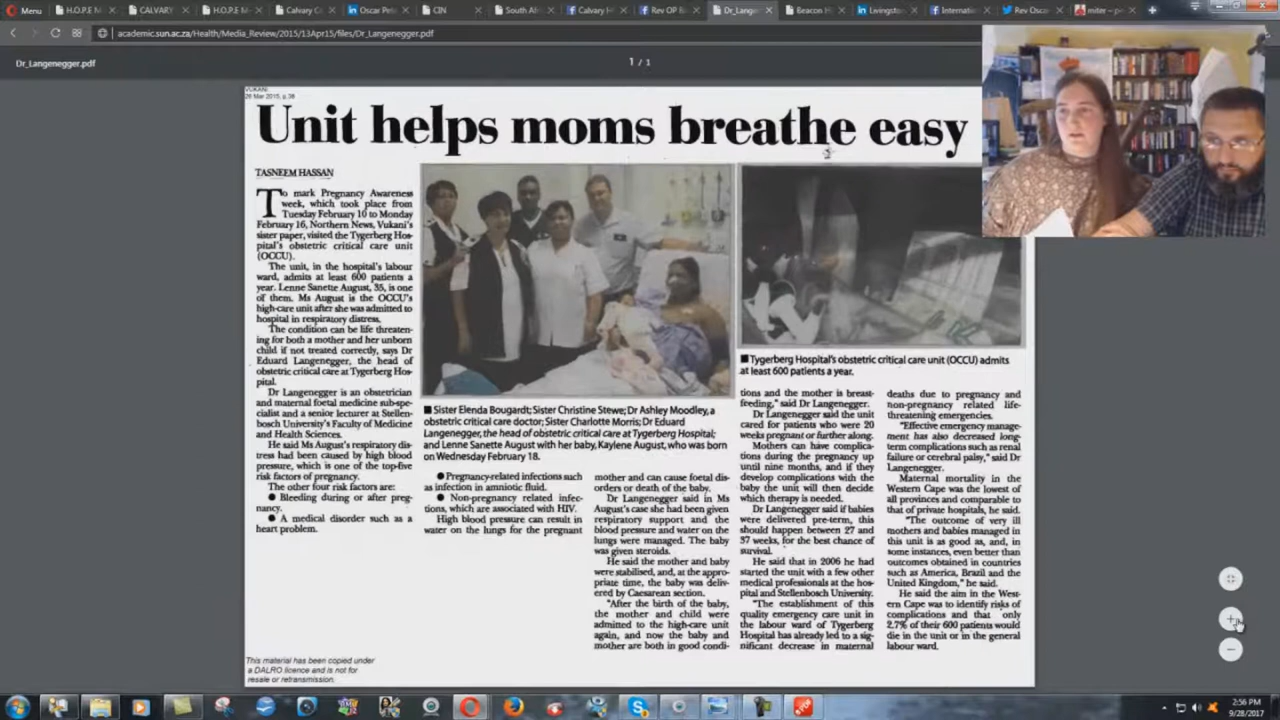 Menu
H.O.P.E M
CALVARY
H.O.P.E M
Calvary C
Oscar Pet
CIN
South Afr
Calvary H
Rev OP B
Dr_Lange
Beacon H
Livingsto
Internati
Rev Osca
miter – p
academic.sun.ac.za/Health/Media_Review/2015/13Apr15/files/Dr_Langenegger.pdf
Dr_Langenegger.pdf
1 / 1
VUKANI
26 Mar 2015, p.38
Unit helps moms breathe easy
TASNEEM HASSAN
To mark Pregnancy Awareness
week, which took place from
Tuesday February 10 to Monday
February 16, Northern News, Vukani's
sister paper, visited the Tygerberg Hos-
pital's obstetric critical care unit
(OCCU).
The unit, in the hospital's labour
ward, admits at least 600 patients a
year. Lenne Sanette August, 35, is one
of them. Ms August is the OCCU's
high-care unit after she was admitted to
hospital in respiratory distress.
The condition can be life threaten-
ing for both a mother and her unborn
child if not treated correctly, says Dr
Eduard Langenegger, the head of
obstetric critical care at Tygerberg Hos-
pital.
Dr Langenegger is an obstetrician
and maternal foetal medicine sub-spe-
cialist and a senior lecturer at Stellen-
bosch University's Faculty of Medicine
and Health Sciences.
He said Ms August's respiratory dis-
tress had been caused by high blood
pressure, which is one of the top-five
risk factors of pregnancy.
The other four risk factors are:
● Bleeding during or after preg-
nancy.
● A medical disorder such as a
heart problem.
■ Sister Elenda Bougardt; Sister Christine Stewe; Dr Ashley Moodley, a
obstetric critical care doctor; Sister Charlotte Morris; Dr Eduard
Langenegger, the head of obstetric critical care at Tygerberg Hospital;
and Lenne Sanette August with her baby, Kaylene August, who was born
on Wednesday February 18.
● Pregnancy-related infections such
as infection in amniotic fluid.
● Non-pregnancy related infec-
tions, which are associated with HIV.
High blood pressure can result in
water on the lungs for the pregnant
mother and can cause foetal dis-
orders or death of the baby.
Dr Langenegger said in Ms
August's case she had been given
respiratory support and the
blood pressure and water on the
lungs were managed. The baby
was given steroids.
He said the mother and baby
were stabilised, and, at the appro-
priate time, the baby was deliv-
ered by Caesarean section.
"After the birth of the baby,
the mother and child were
admitted to the high-care unit
again, and now the baby and
mother are both in good condi-
■ Tygerberg Hospital's obstetric critical care unit (OCCU) admits
at least 600 patients a year.
tions and the mother is breast-
feeding," said Dr Langenegger.
Dr Langenegger said the unit
cared for patients who were 20
weeks pregnant or further along.
Mothers can have complica-
tions during the pregnancy up
until nine months, and if they
develop complications with the
baby the unit will then decide
which therapy is needed.
Dr Langenegger said if babies
were delivered pre-term, this
should happen between 27 and
37 weeks, for the best chance of
survival.
He said that in 2006 he had
started the unit with a few other
medical professionals at the hos-
pital and Stellenbosch University.
"The establishment of this
quality emergency care unit in
the labour ward of Tygerberg
Hospital has already led to a sig-
nificant decrease in maternal
deaths due to pregnancy and
non-pregnancy related life-
threatening emergencies.
"Effective emergency manage-
ment has also decreased long-
term complications such as renal
failure or cerebral palsy," said Dr
Langenegger.
Maternal mortality in the
Western Cape was the lowest of
all provinces and comparable to
that of private hospitals, he said.
"The outcome of very ill
mothers and babies managed in
this unit is as good as, and, in
some instances, even better than
outcomes obtained in countries
such as America, Brazil and the
United Kingdom," he said.
He said the aim in the West-
ern Cape was to identify risks of
complications and that only
2.7% of their 600 patients would
die in the unit or in the general
labour ward.
This material has been copied under
a DALRO licence and is not for
resale or retransmission.
2:56 PM
9/28/2017